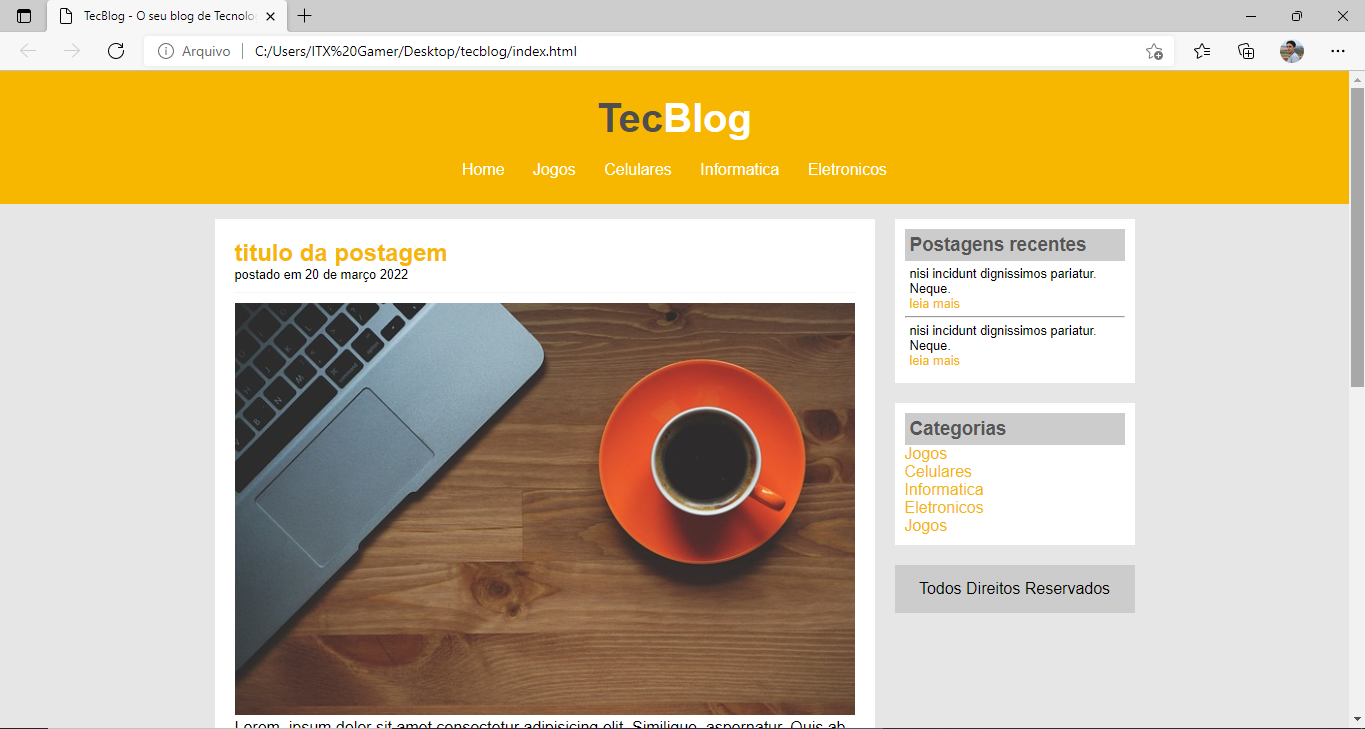 TecBlog - O seu blog de Tecnolo
Arquivo
C:/Users/ITX%20Gamer/Desktop/tecblog/index.html
TecBlog
Home Jogos Celulares Informatica Eletronicos
titulo da postagem
postado em 20 de março 2022
Lorem, ipsum dolor sit amet consectetur adipisicing elit. Similique, aspernatur. Quis ab
Postagens recentes
nisi incidunt dignissimos pariatur.
Neque.
leia mais
nisi incidunt dignissimos pariatur.
Neque.
leia mais
Categorias
Jogos
Celulares
Informatica
Eletronicos
Jogos
Todos Direitos Reservados